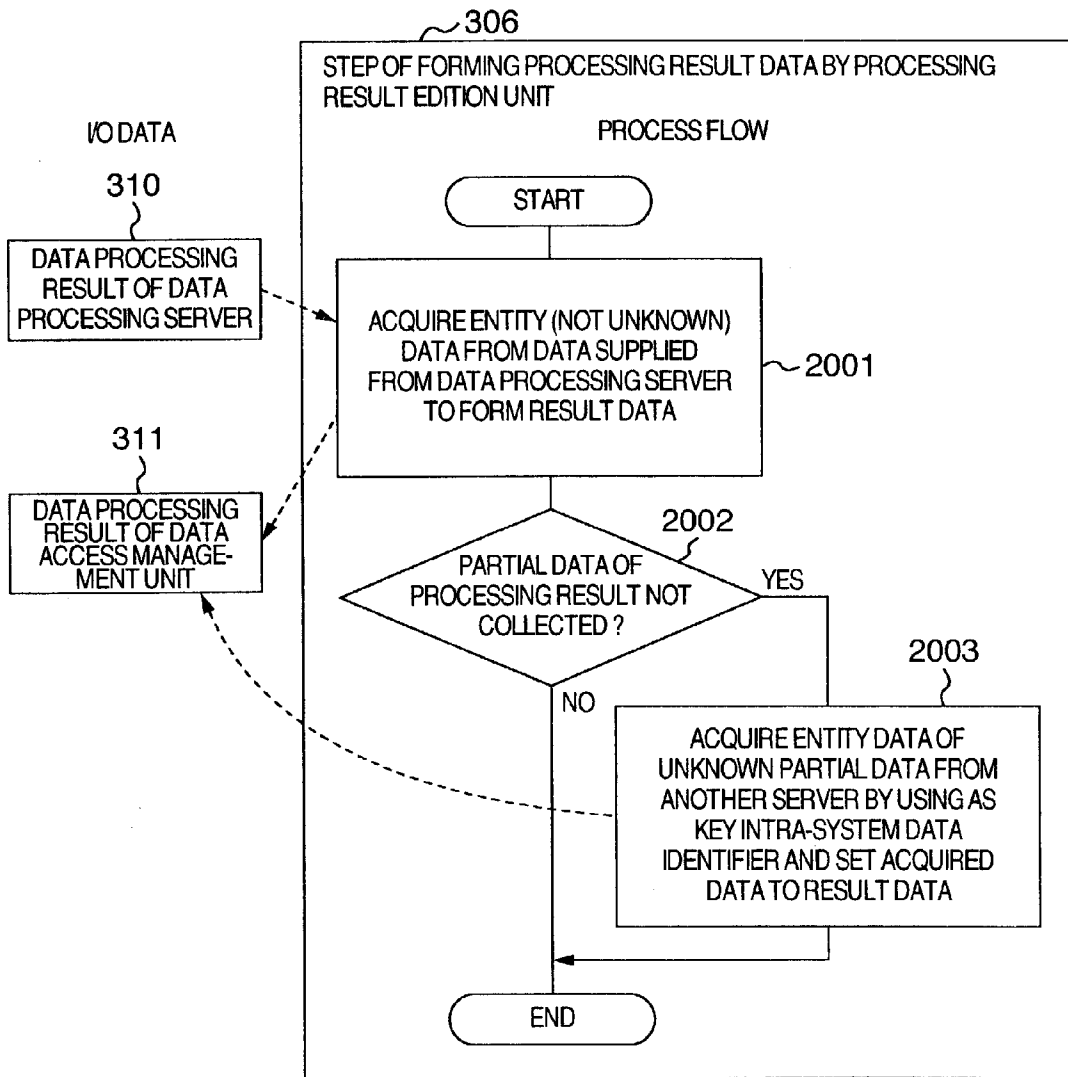 306
STEP OF FORMING PROCESSING RESULT DATA BY PROCESSING
RESULT EDITION UNIT
I/O DATA
PROCESS FLOW
310
START
DATA PROCESSING
RESULT OF DATA
PROCESSING SERVER
ACQUIRE ENTITY (NOT UNKNOWN)
DATA FROM DATA SUPPLIED
FROM DATA PROCESSING SERVER
TO FORM RESULT DATA
2001
311
DATA PROCESSING
RESULT OF DATA
ACCESS MANAGE-
MENT UNIT
2002
PARTIAL DATA OF
PROCESSING RESULT NOT
COLLECTED ?
YES
NO
2003
ACQUIRE ENTITY DATA OF
UNKNOWN PARTIAL DATA FROM
ANOTHER SERVER BY USING AS
KEY INTRA-SYSTEM DATA
IDENTIFIER AND SET ACQUIRED
DATA TO RESULT DATA
END